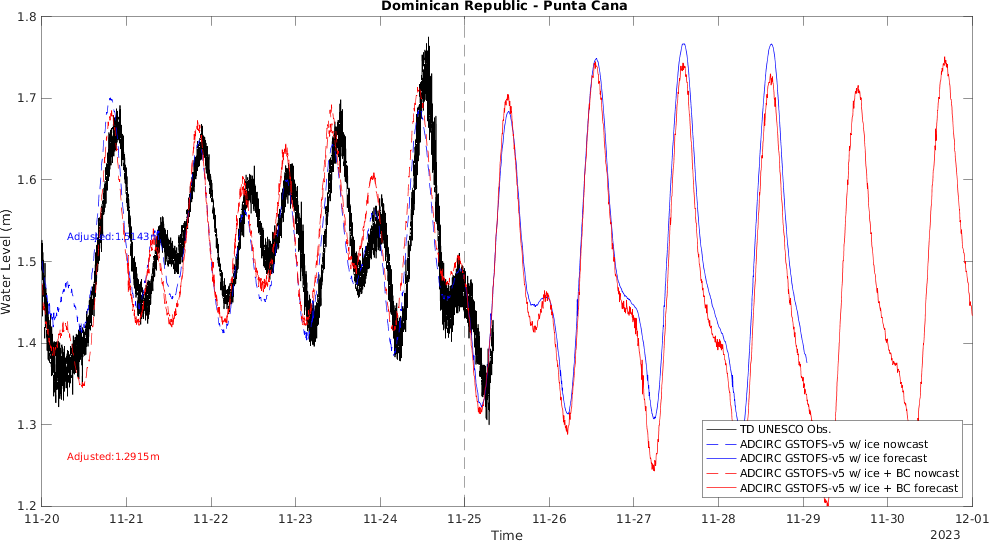 Dominican Republic - Punta Cana
Water Level (m)
1.8
1.7
1.6
1.5
1.4
1.3
1.2
Adjusted:1.5143m
Adjusted:1.2915m
TD UNESCO Obs.
ADCIRC GSTOFS-v5 w/ ice nowcast
ADCIRC GSTOFS-v5 w/ ice forecast
ADCIRC GSTOFS-v5 w/ ice + BC nowcast
ADCIRC GSTOFS-v5 w/ ice + BC forecast
11-20 11-21 11-22 11-23 11-24 11-25 11-26 11-27 11-28 11-29 11-30 12-01
Time
2023